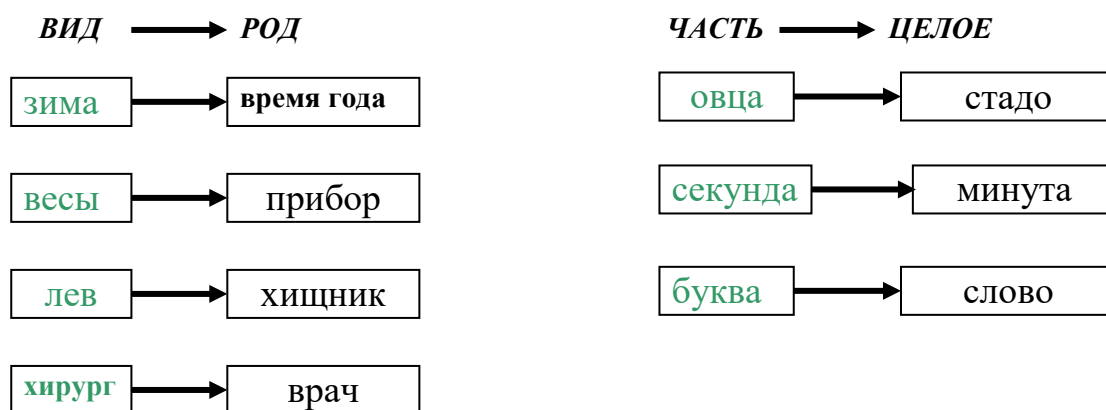 ВИД РОД
зима время года
весы прибор
лев хищник
хирург врач
ЧАСТЬ ЦЕЛОЕ
овца стадо
секунда минута
буква слово